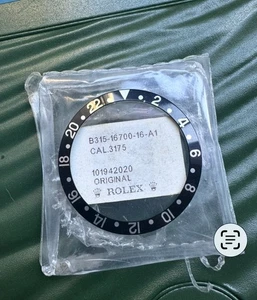 22 2 4 6 8 10 12 14 16 18 20
B315-16700-16-A1
CAL.3175
101942020
ORIGINAL
ROLEX